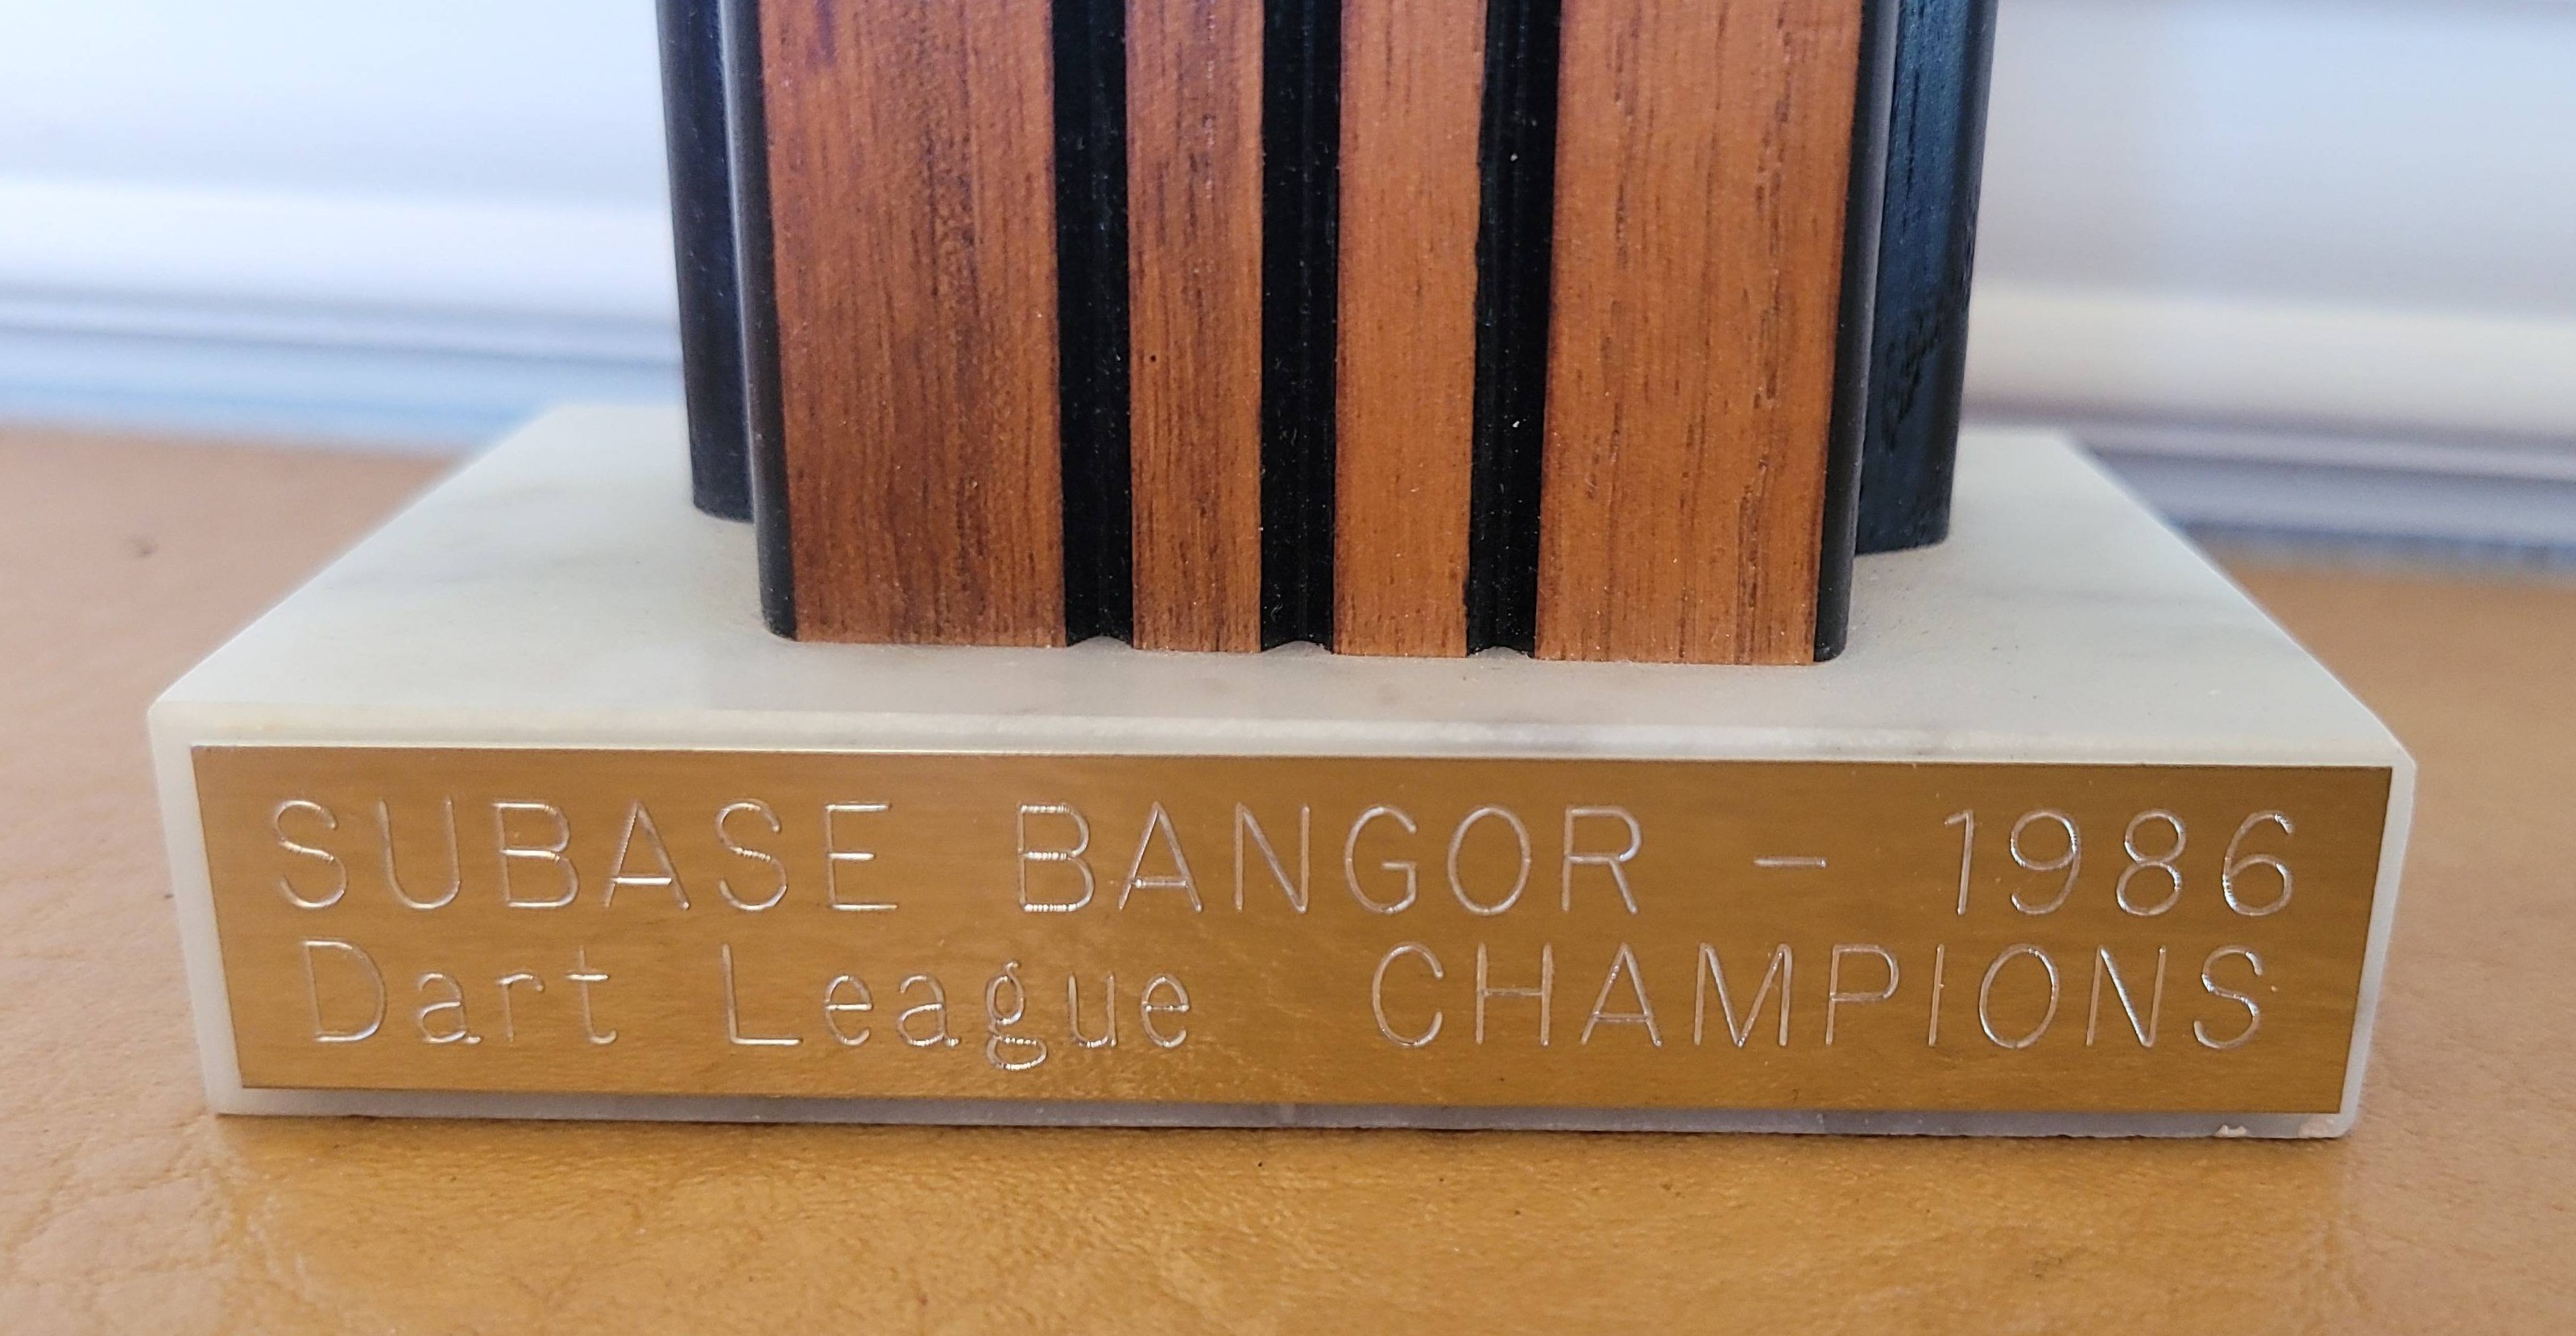 SUBASE BANGOR - 1986
Dart League CHAMPIONS